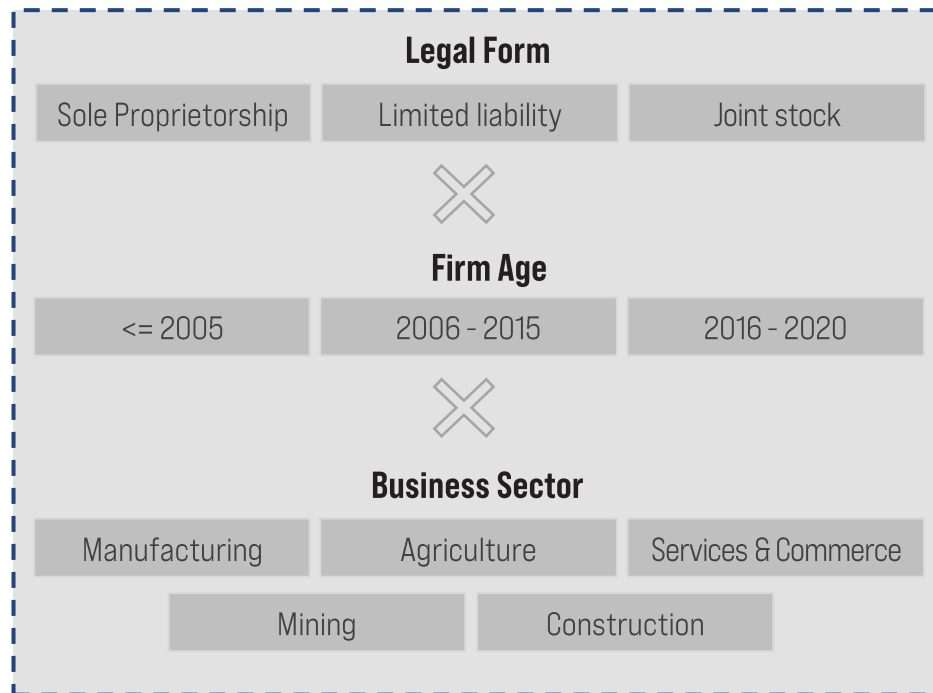 Legal Form
Sole Proprietorship Limited liability Joint stock
Firm Age
<= 2005 2006 - 2015 2016 - 2020
Business Sector
Manufacturing Agriculture Services & Commerce
Mining Construction